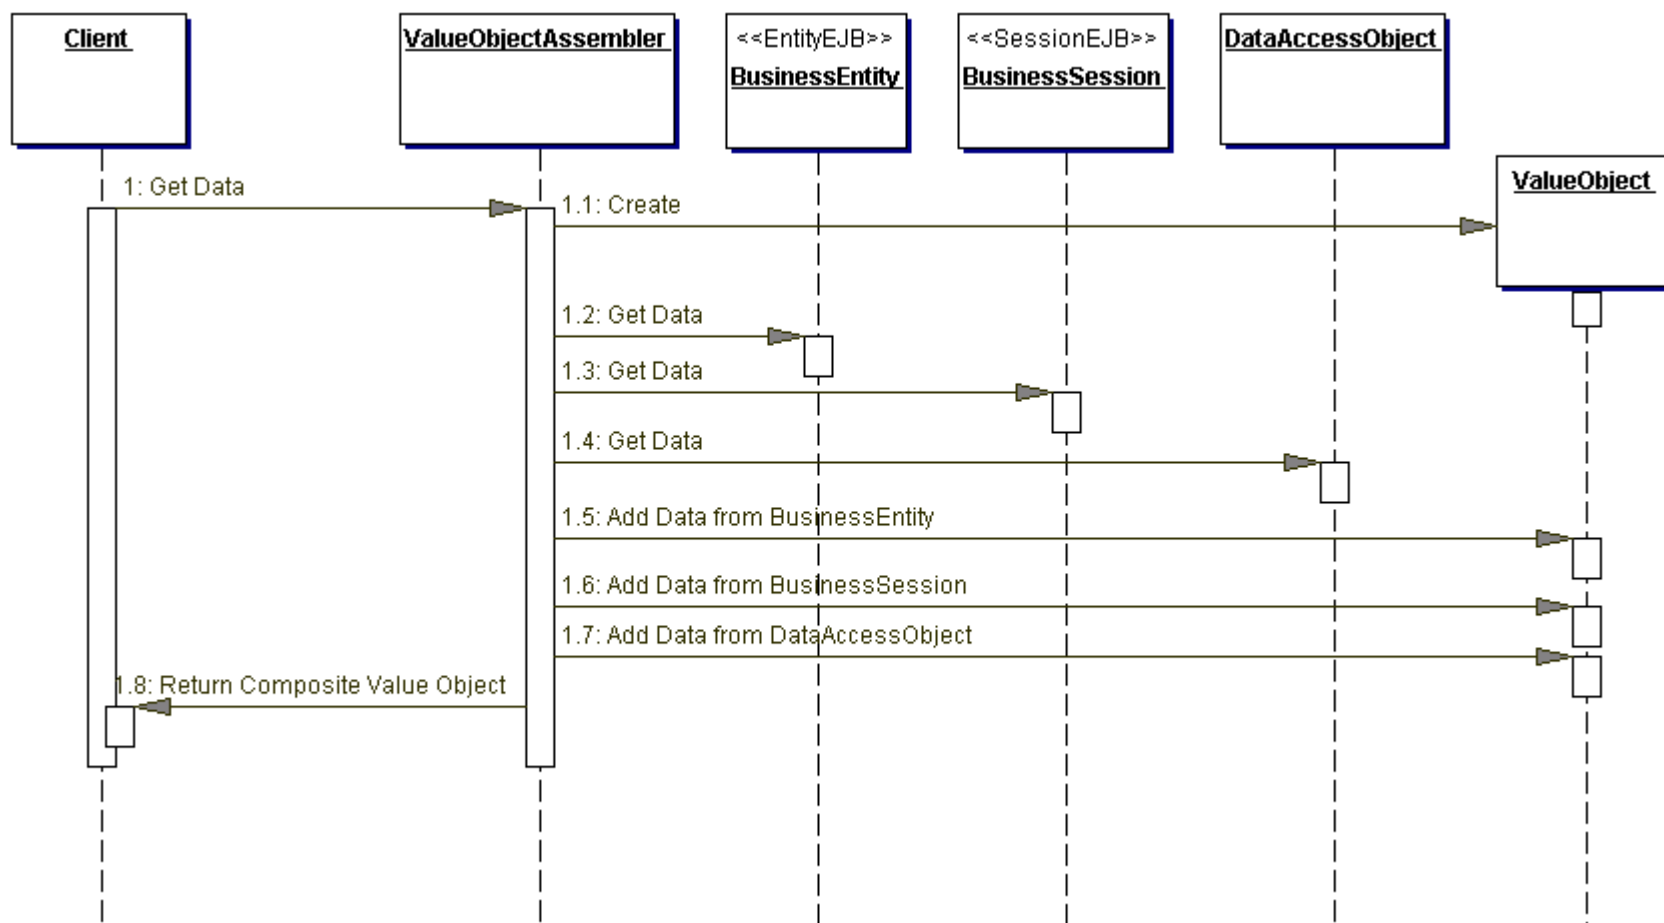 Client
ValueObjectAssembler
<<EntityEJB>>
BusinessEntity
<<SessionEJB>>
BusinessSession
DataAccessObject
ValueObject
1: Get Data
1.1: Create
1.2: Get Data
1.3: Get Data
1.4: Get Data
1.5: Add Data from BusinessEntity
1.6: Add Data from BusinessSession
1.7: Add Data from DataAccessObject
1.8: Return Composite Value Object